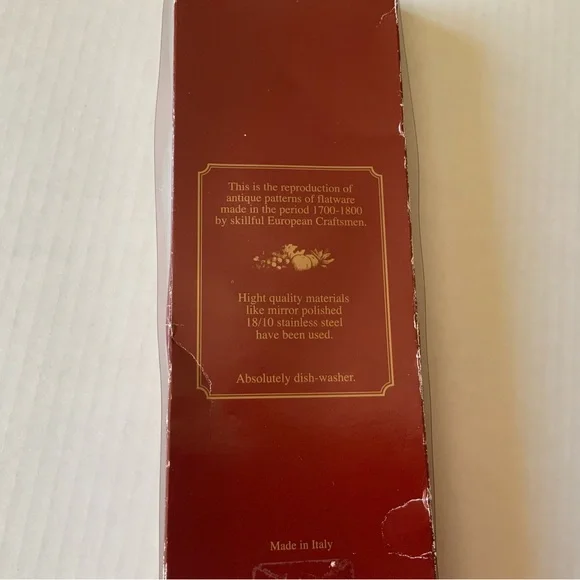 This is the reproduction of
antique patterns of flatware
made in the period 1700-1800
by skillful European Craftsmen.
Hight quality materials
like mirror polished
18/10 stainless steel
have been used.
Absolutely dish-washer.
Made in Italy